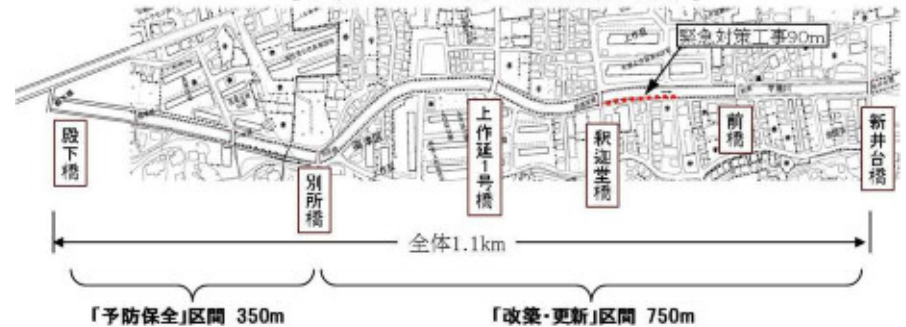 緊急対策工事90m
殿下橋
別所橋
上作延1号橋
釈迦堂橋
前橋
新井台橋
全体1.1km
「予防保全」区間 350m
「改築・更新」区間 750m